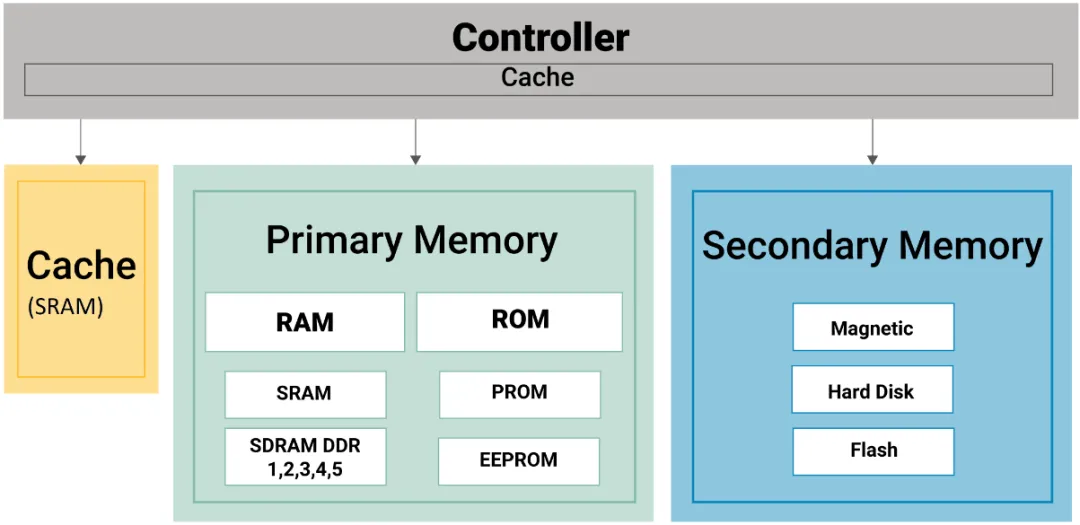 Controller
Cache
Cache
(SRAM)
Primary Memory
RAM
ROM
SRAM
PROM
SDRAM DDR
1,2,3,4,5
EEPROM
Secondary Memory
Magnetic
Hard Disk
Flash